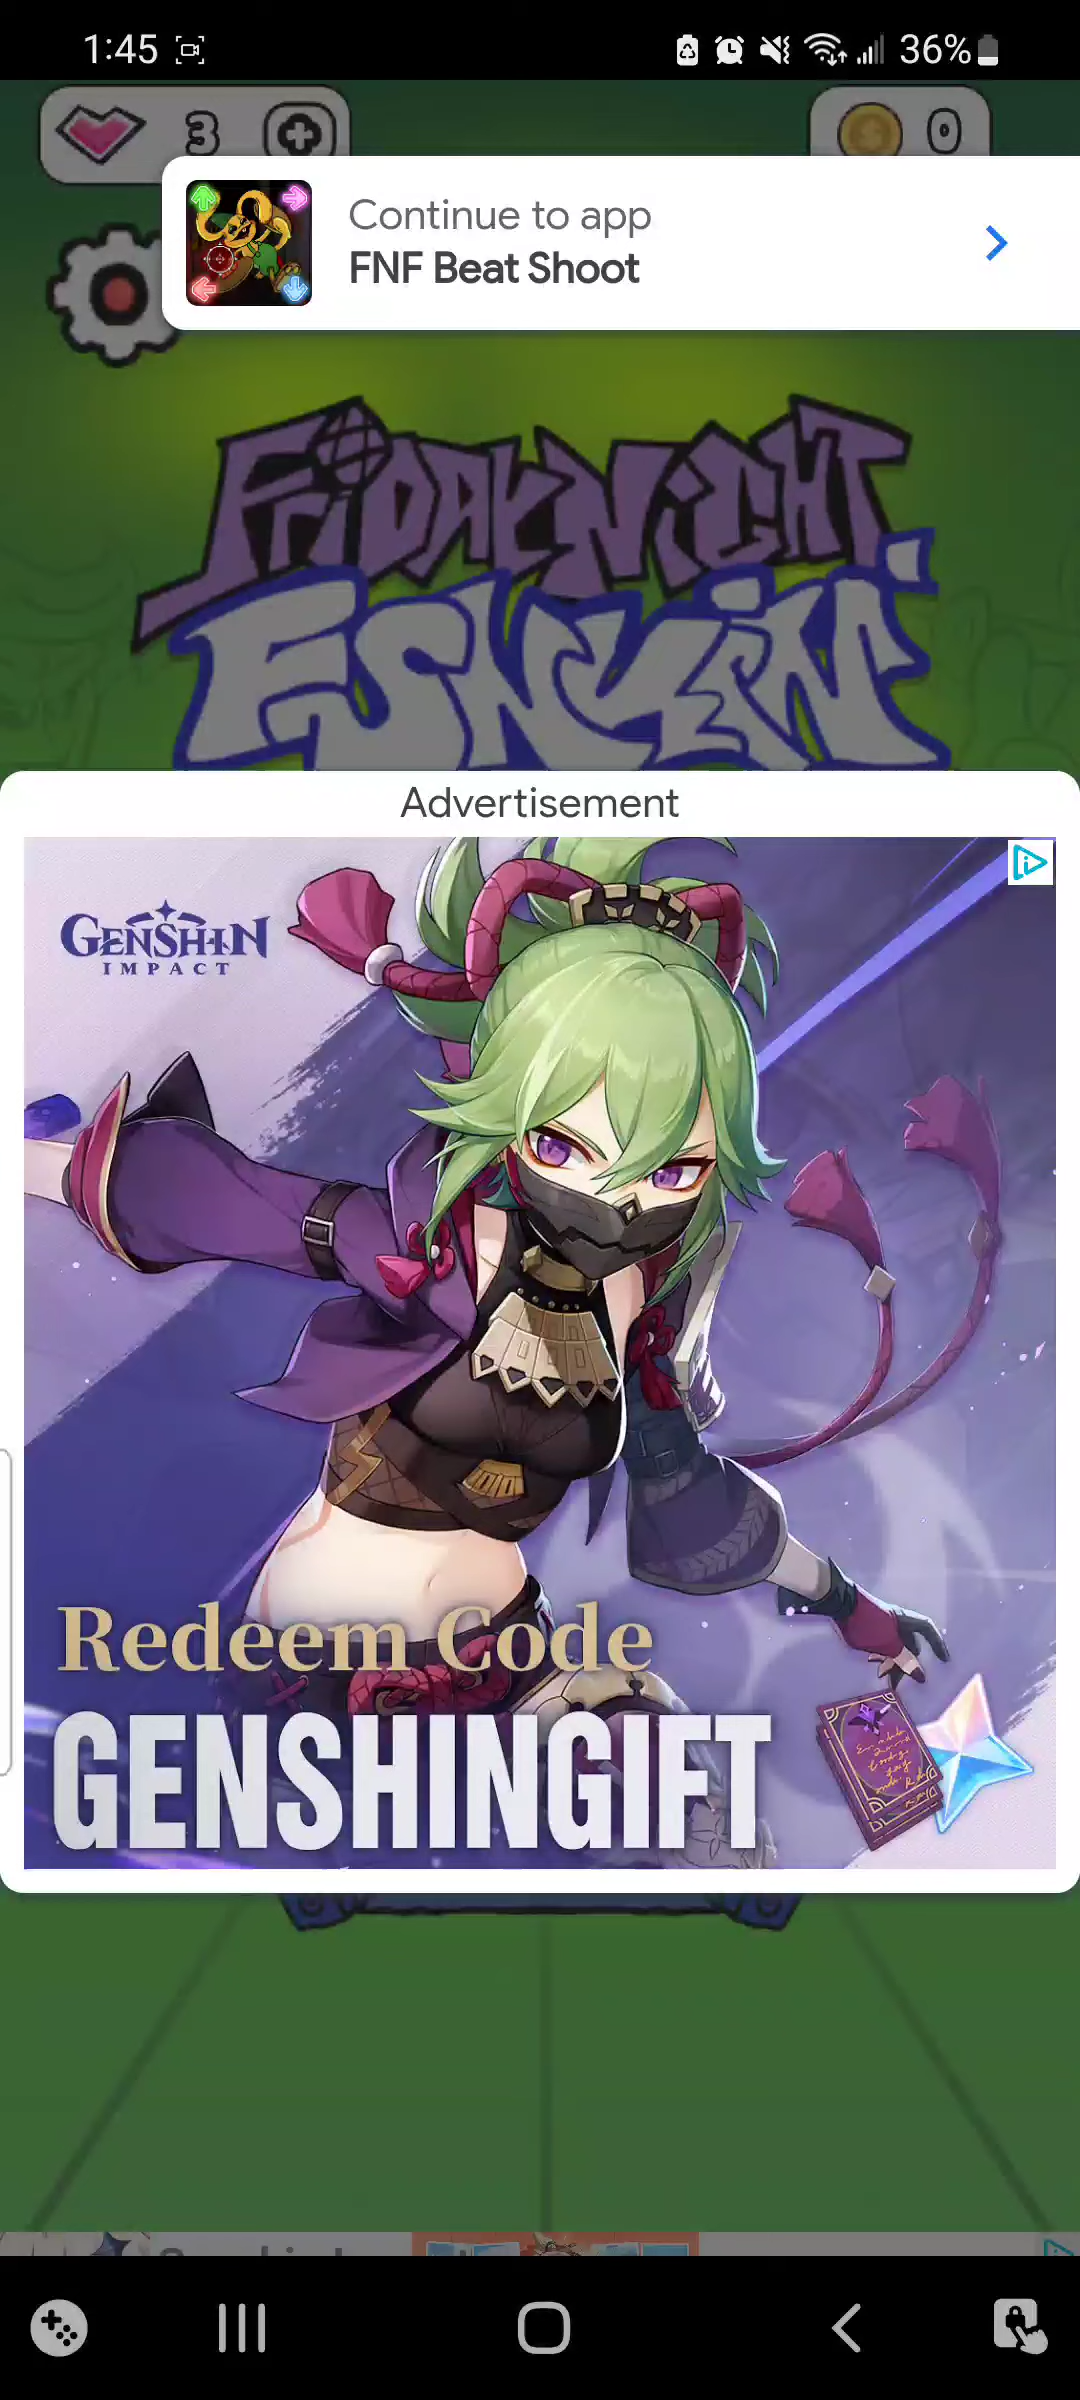 1:45
36%
3
0
Continue to app
FNF Beat Shoot
FRIDAY NIGHT
FSNKIN'
Advertisement
GENSHIN
IMPACT
Redeem Code
GENSHINGIFT